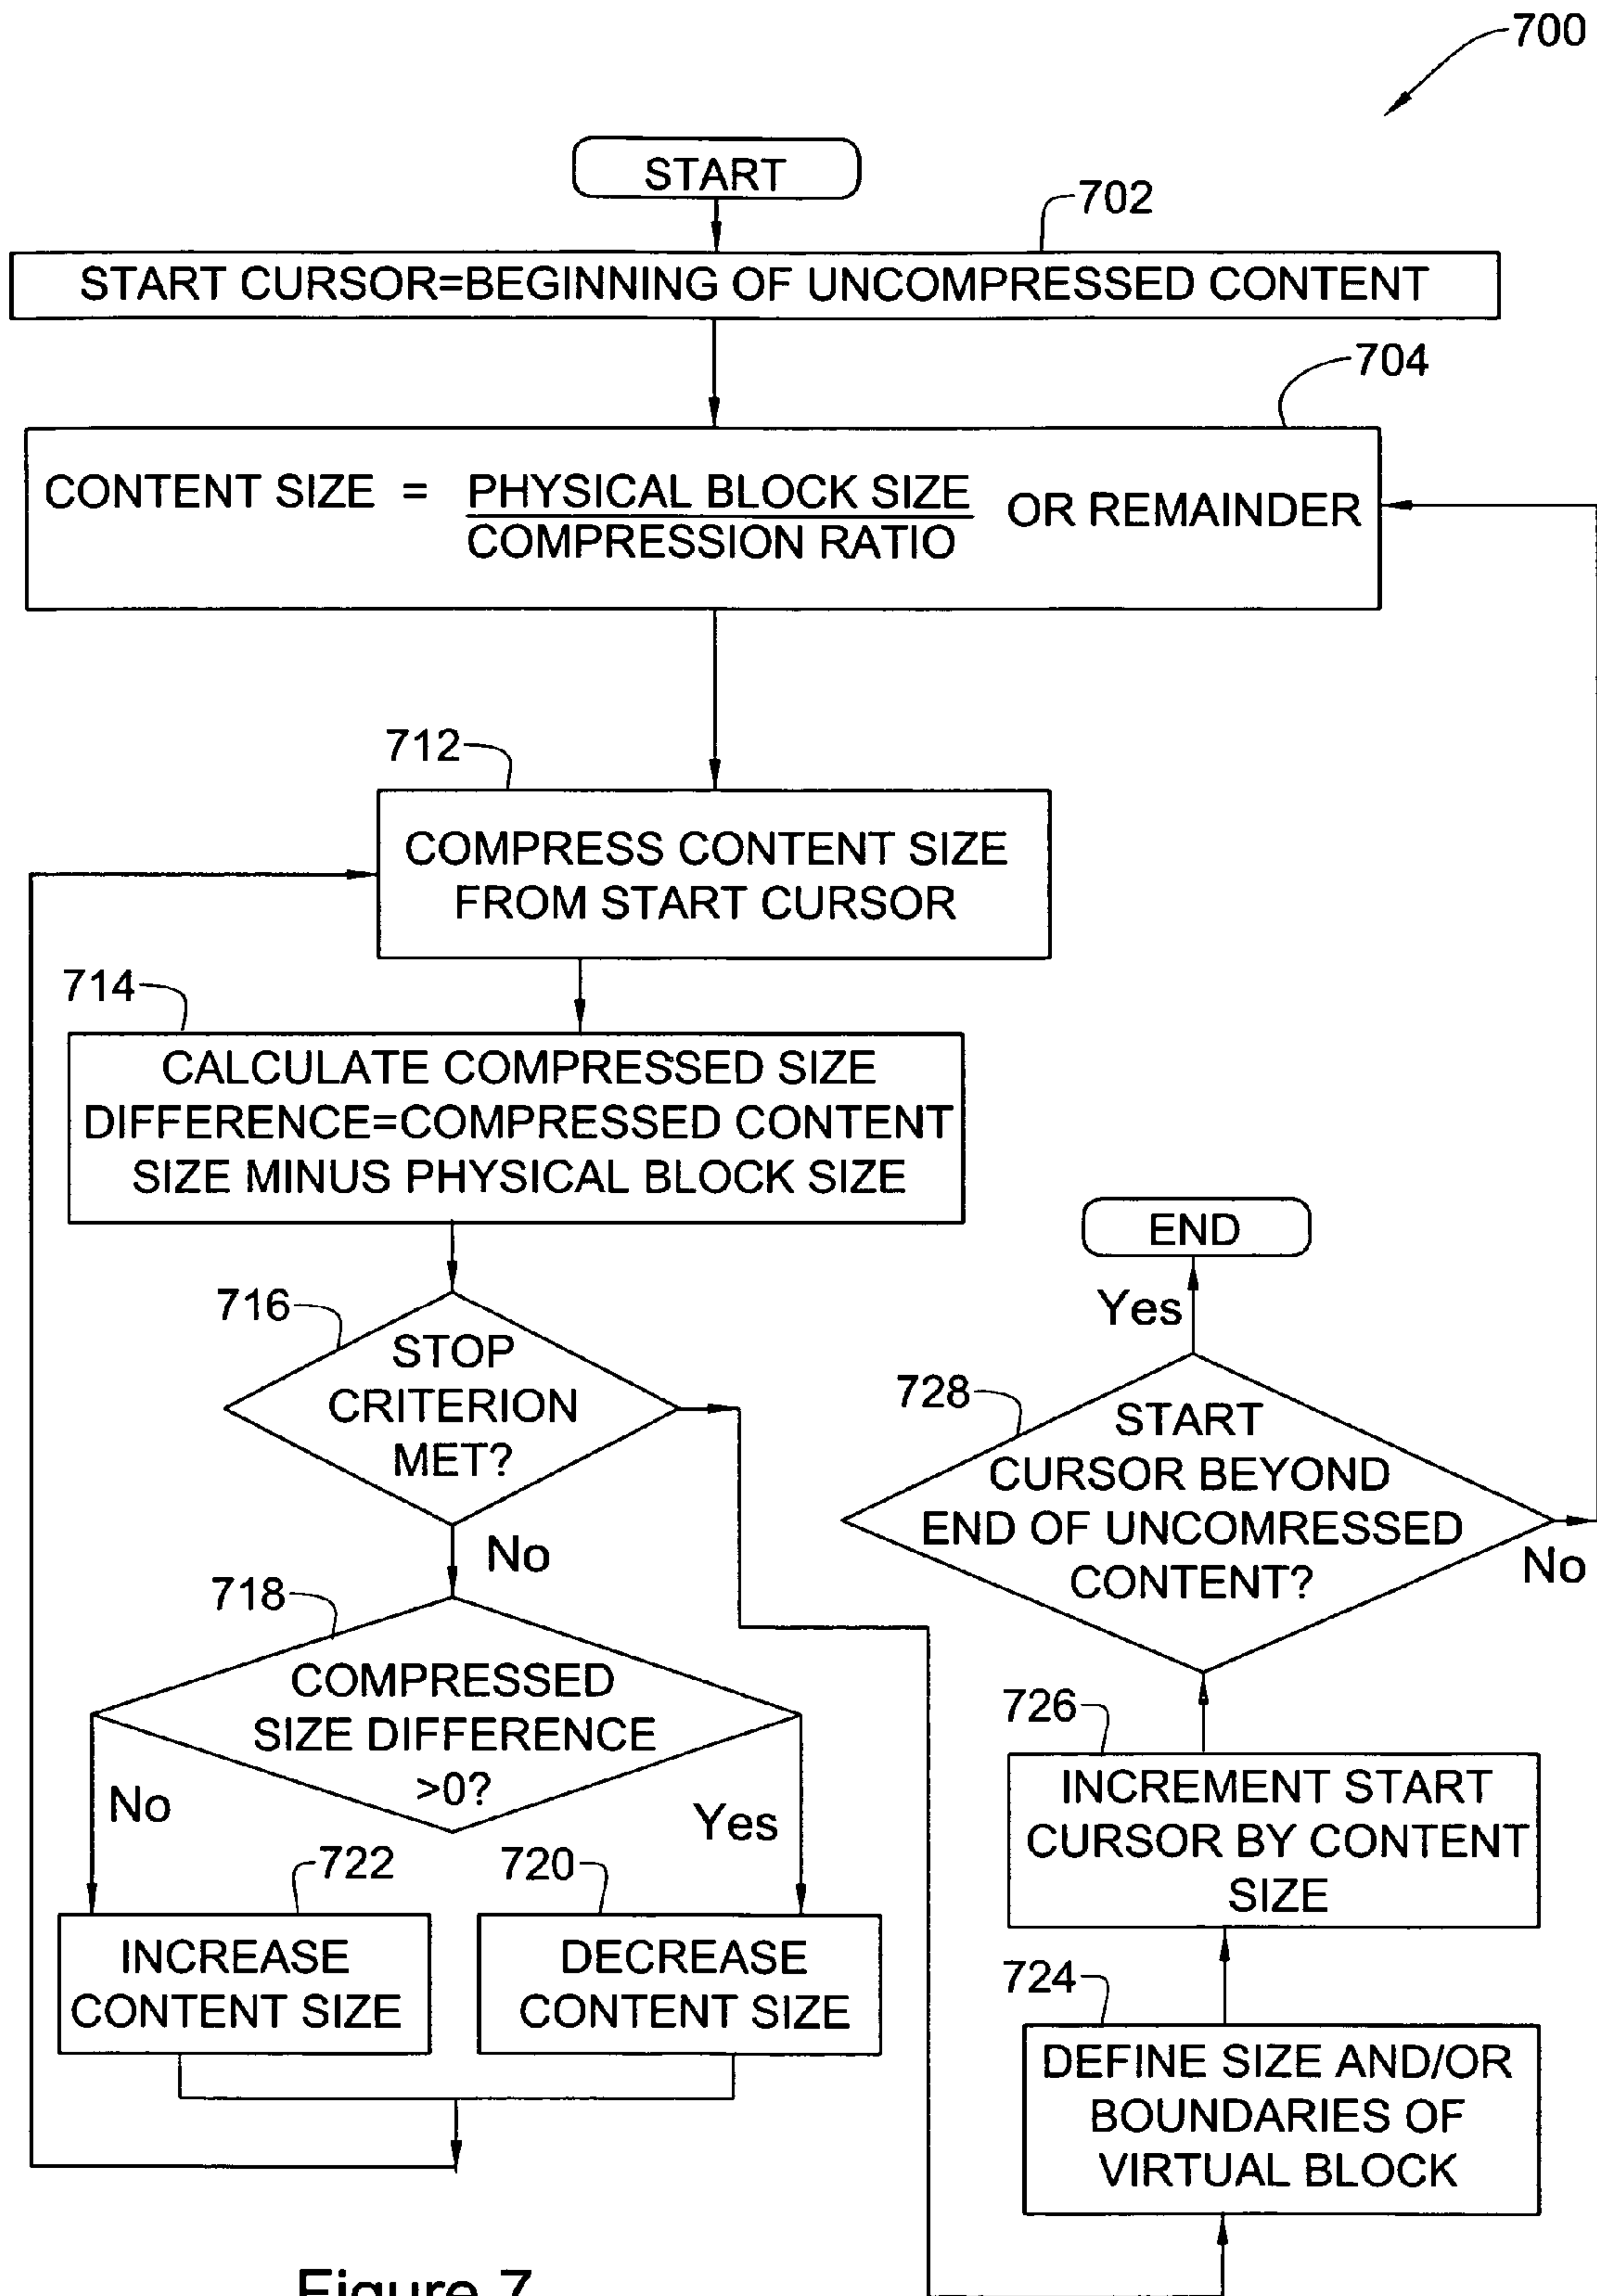 700
START
702
START CURSOR=BEGINNING OF UNCOMPRESSED CONTENT
704
CONTENT SIZE = PHYSICAL BLOCK SIZE OR REMAINDER
COMPRESSION RATIO
712
COMPRESS CONTENT SIZE
FROM START CURSOR
714
CALCULATE COMPRESSED SIZE
DIFFERENCE=COMPRESSED CONTENT
SIZE MINUS PHYSICAL BLOCK SIZE
716
STOP
CRITERION
MET?
No
718
COMPRESSED
SIZE DIFFERENCE
>0?
No
Yes
722
INCREASE
CONTENT SIZE
720
DECREASE
CONTENT SIZE
END
Yes
728
START
CURSOR BEYOND
END OF UNCOMRESSED
CONTENT?
No
726
INCREMENT START
CURSOR BY CONTENT
SIZE
724
DEFINE SIZE AND/OR
BOUNDARIES OF
VIRTUAL BLOCK
Figure 7